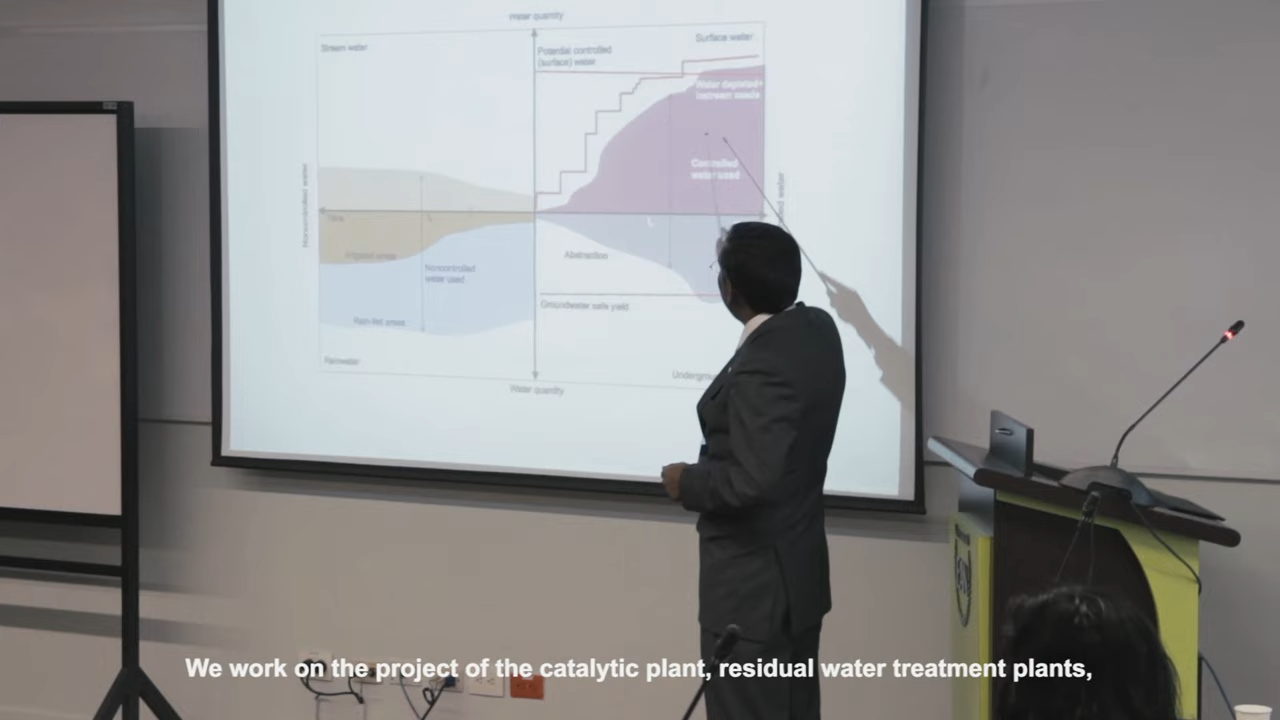 Water quantity
Stream water
Surface water
Potential controlled
(surface) water
Water depleted+
instream needs
Controlled
water used
Noncontrolled water
Irrigated areas
Noncontrolled
water used
Abstraction
Groundwater safe yield
Rain-fed areas
Rainwater
Water quantity
We work on the project of the catalytic plant, residual water treatment plants,